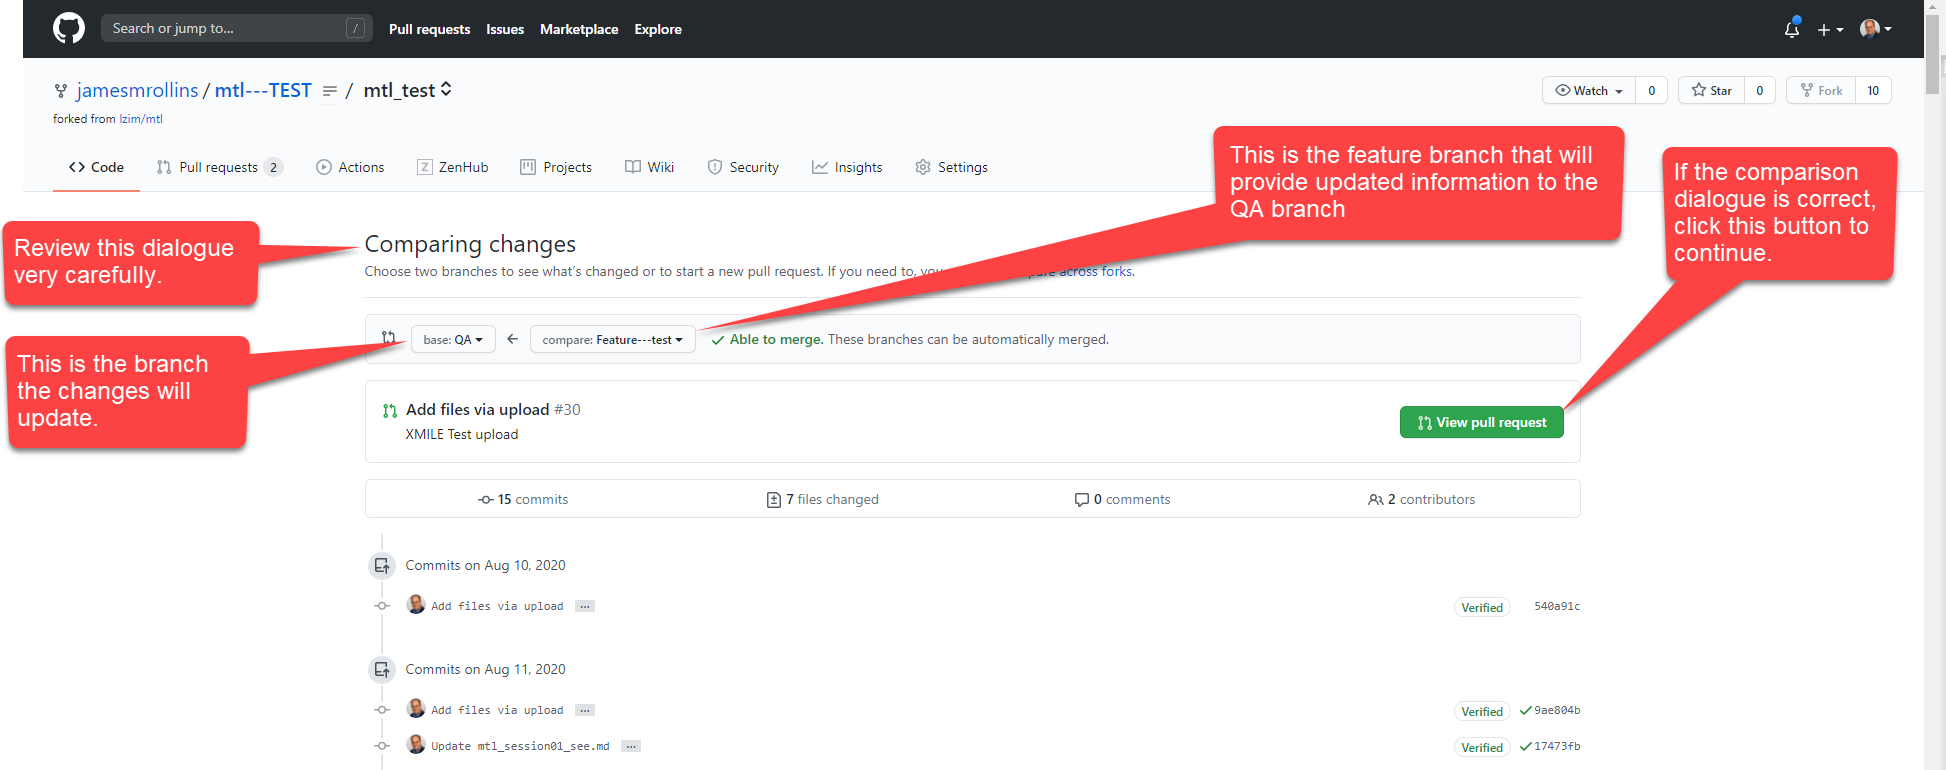 Search or jump to... /
Pull requests Issues Marketplace Explore
jamesmrollins / mtl---TEST / mtl_test
forked from lzim/mtl
Watch 0 Star 0 Fork 10
Code Pull requests 2 Actions Z ZenHub Projects Wiki Security Insights Settings
This is the feature branch that will
provide updated information to the
QA branch
If the comparison
dialogue is correct,
click this button to
continue.
Review this dialogue
very carefully.
Comparing changes
Choose two branches to see what's changed or to start a new pull request. If you need to, across forks.
This is the branch
the changes will
update.
base: QA compare: Feature---test Able to merge. These branches can be automatically merged.
Add files via upload #30
XMILE Test upload
View pull request
15 commits 7 files changed 0 comments 2 contributors
Commits on Aug 10, 2020
Add files via upload ... Verified 540a91c
Commits on Aug 11, 2020
Add files via upload ... Verified 9ae804b
Update mtl_session01_see.md ... Verified 17473fb